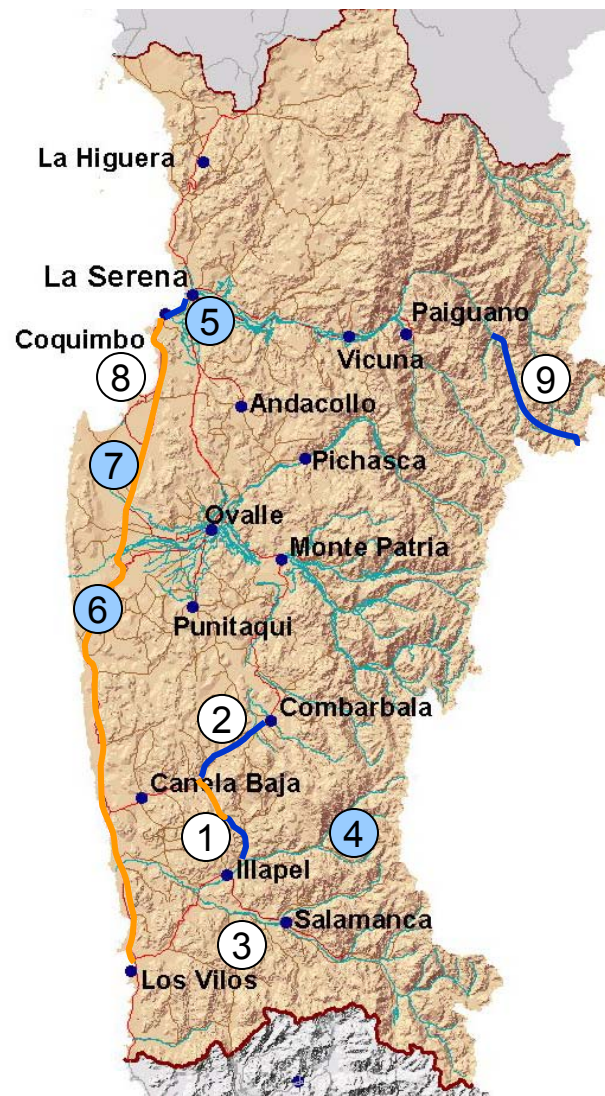 La Higuera
La Serena
5
Coquimbo
Paiguano
Vicuna
8
9
Andacollo
7
Pichasca
Ovalle
Monte Patria
6
Punitaqui
2
Combarbala
Canela Baja
1
4
Illapel
Salamanca
3
Los Vilos